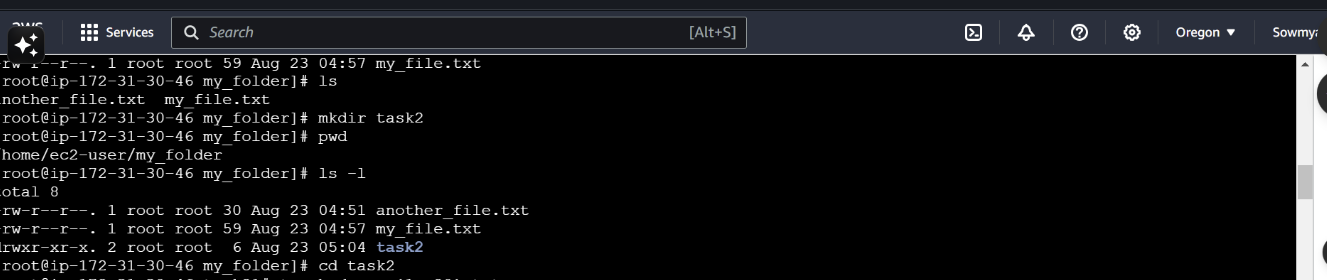 aws
Services
Search
[Alt+S]
Oregon
Sowmya
rw-r--r--. 1 root root 59 Aug 23 04:57 my_file.txt
root@ip-172-31-30-46 my_folder]# ls
another_file.txt my_file.txt
root@ip-172-31-30-46 my_folder]# mkdir task2
root@ip-172-31-30-46 my_folder]# pwd
/home/ec2-user/my_folder
root@ip-172-31-30-46 my_folder]# ls -l
total 8
-rw-r--r--. 1 root root 30 Aug 23 04:51 another_file.txt
-rw-r--r--. 1 root root 59 Aug 23 04:57 my_file.txt
drwxr-xr-x. 2 root root 6 Aug 23 05:04 task2
root@ip-172-31-30-46 my_folder]# cd task2